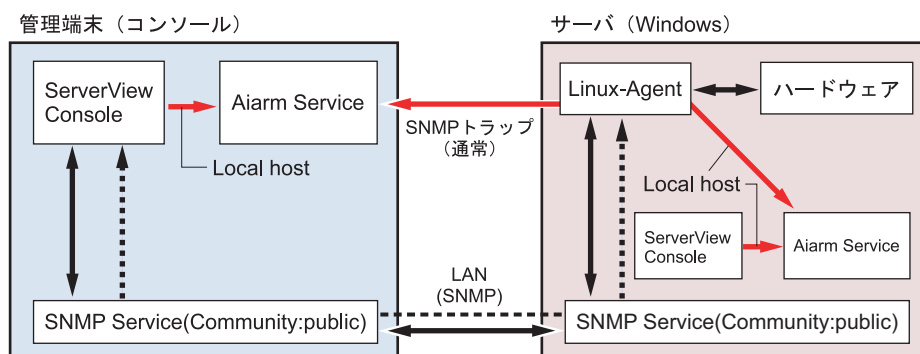 管理端末（コンソール）
サーバ（Windows）
ServerView
Console
Aiarm Service
Local host
SNMP Service(Community:public)
SNMPトラップ
（通常）
LAN
(SNMP)
Linux-Agent
ハードウェア
Local host
ServerView
Console
Aiarm Service
SNMP Service(Community:public)